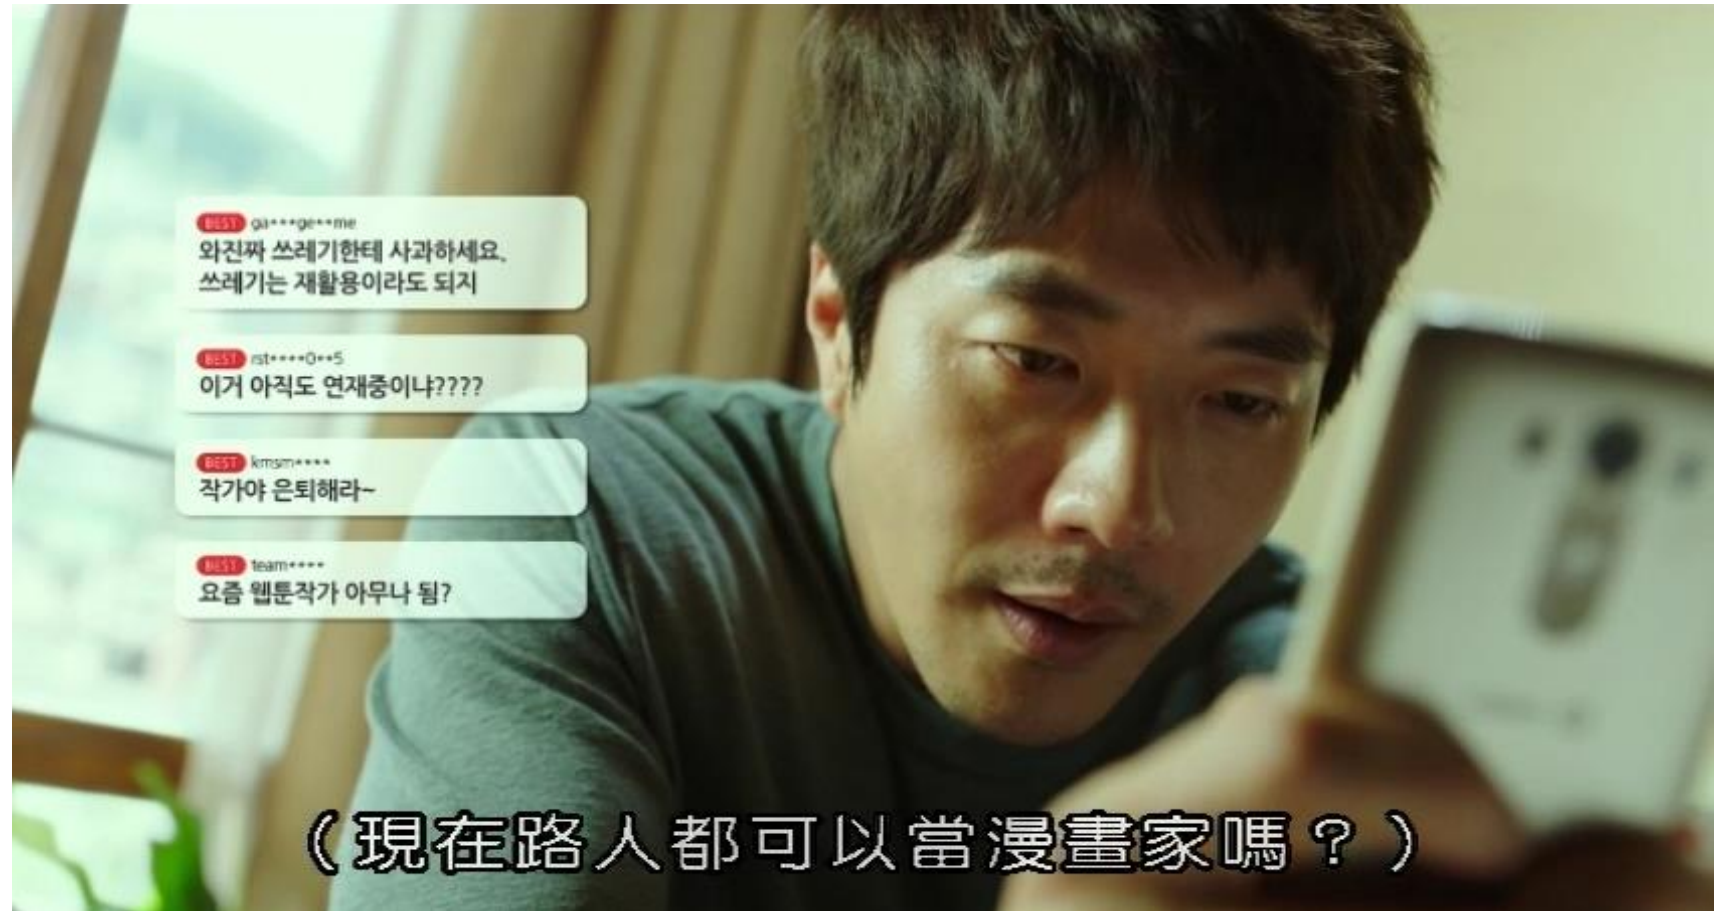 BEST ga***ge**me
와진짜 쓰레기한테 사과하세요.
쓰레기는 재활용이라도 되지
BEST rst****0**5
이거 아직도 연재중이냐????
BEST kmsm****
작가야 은퇴해라~
BEST team****
요즘 웹툰작가 아무나 됨?
（現在路人都可以當漫畫家嗎？）